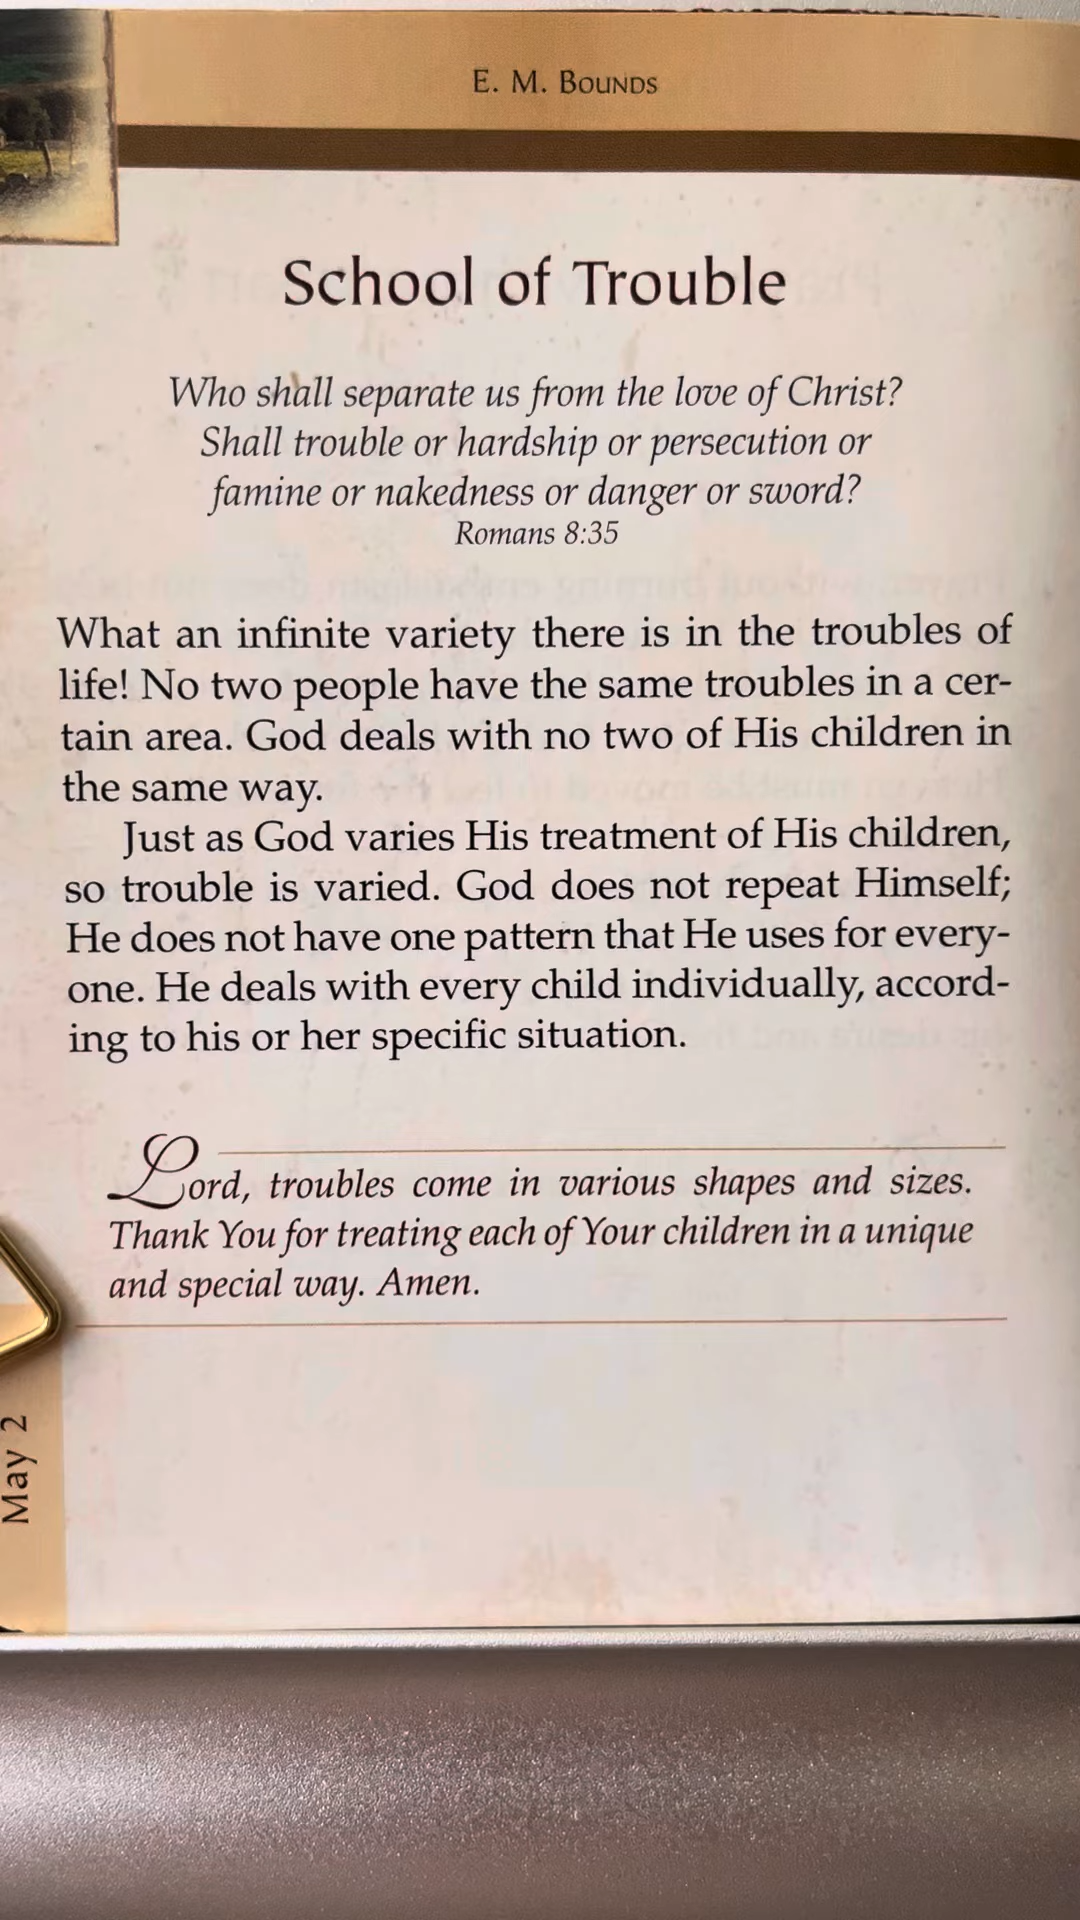 E. M. Bounds
School of Trouble
Who shall separate us from the love of Christ?
Shall trouble or hardship or persecution or
famine or nakedness or danger or sword?
Romans 8:35
What an infinite variety there is in the troubles of
life! No two people have the same troubles in a cer-
tain area. God deals with no two of His children in
the same way.
Just as God varies His treatment of His children,
so trouble is varied. God does not repeat Himself;
He does not have one pattern that He uses for every-
one. He deals with every child individually, accord-
ing to his or her specific situation.
Lord, troubles come in various shapes and sizes.
Thank You for treating each of Your children in a unique
and special way. Amen.
May 2